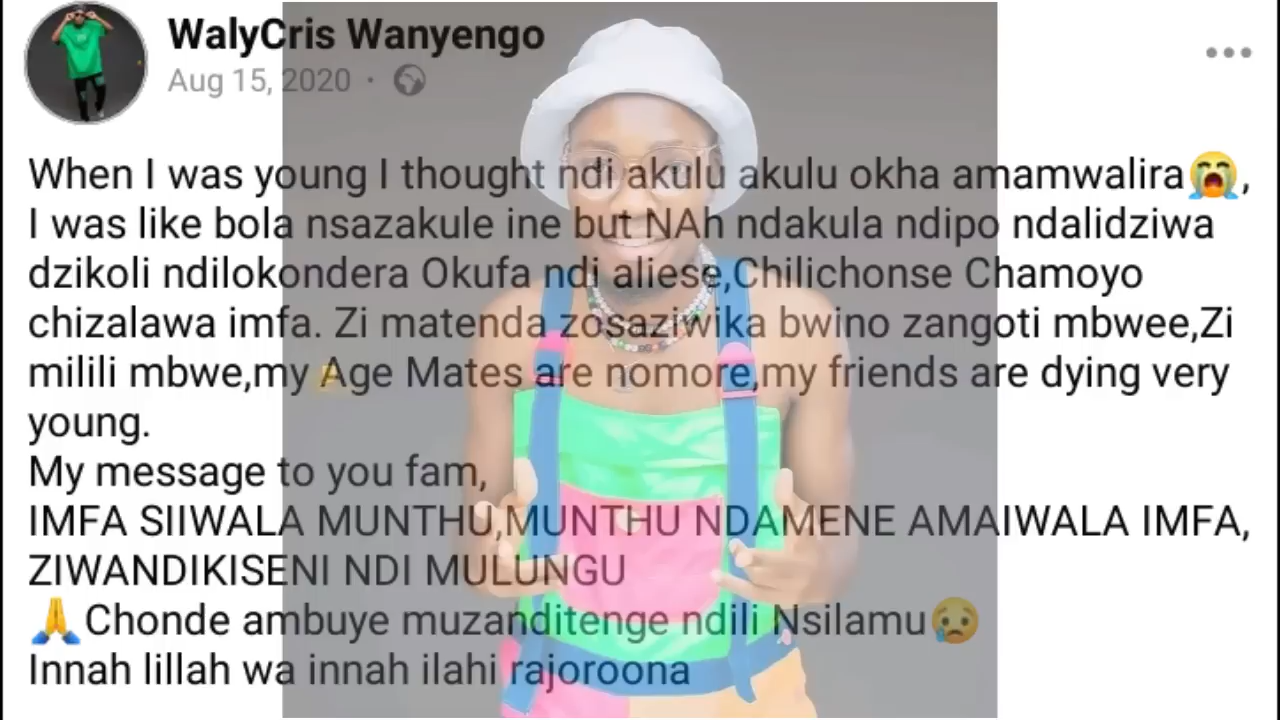 WalyCris Wanyengo
Aug 15, 2020 ·
When I was young I thought ndi akulu akulu okha amamwalira😭,
I was like bola nsazakule ine but NAh ndakula ndipo ndalidziwa
dzikoli ndilokondera Okufa ndi aliese,Chilichonse Chamoyo
chizalawa imfa. Zi matenda zosaziwika bwino zangoti mbwee,Zi
milili mbwe,my Age Mates are nomore,my friends are dying very
young.
My message to you fam,
IMFA SIIWALA MUNTHU,MUNTHU NDAMENE AMAIWALA IMFA,
ZIWANDIKISENI NDI MULUNGU
🙏Chonde ambuye muzanditenge ndili Nsilamu😢
Innah lillah wa innah ilahi rajoroona